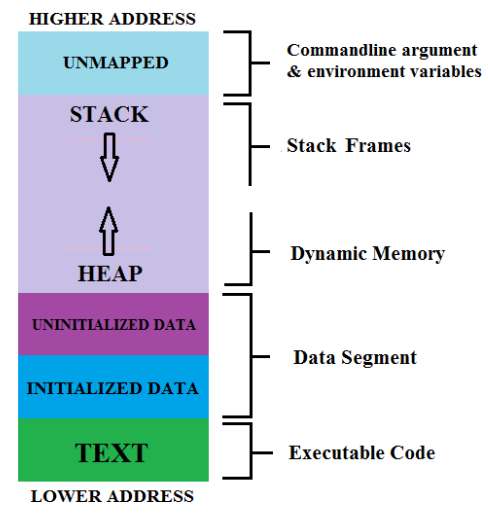 HIGHER ADDRESS
UNMAPPED
Commandline argument
& environment variables
STACK
Stack Frames
HEAP
Dynamic Memory
UNINITIALIZED DATA
INITIALIZED DATA
Data Segment
TEXT
Executable Code
LOWER ADDRESS